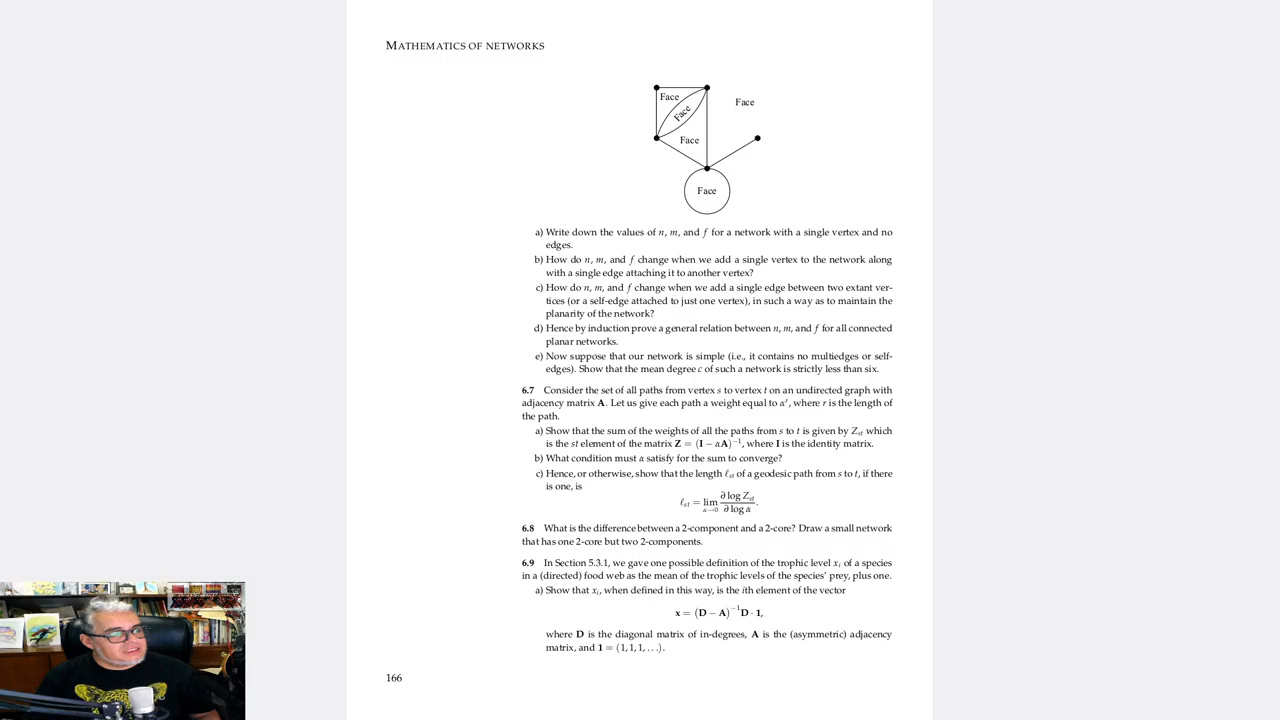 MATHEMATICS OF NETWORKS
Face
Face
Face
Face
Face
a) Write down the values of n, m, and f for a network with a single vertex and no
edges.
b) How do n, m, and f change when we add a single vertex to the network along
with a single edge attaching it to another vertex?
c) How do n, m, and f change when we add a single edge between two extant ver-
tices (or a self-edge attached to just one vertex), in such a way as to maintain the
planarity of the network?
d) Hence by induction prove a general relation between n, m, and f for all connected
planar networks.
e) Now suppose that our network is simple (i.e., it contains no multiedges or self-
edges). Show that the mean degree c of such a network is strictly less than six.
6.7 Consider the set of all paths from vertex s to vertex t on an undirected graph with
adjacency matrix A. Let us give each path a weight equal to αʳ, where r is the length of
the path.
a) Show that the sum of the weights of all the paths from s to t is given by Zₛₜ which
is the st element of the matrix Z = (I − αA)⁻¹, where I is the identity matrix.
b) What condition must α satisfy for the sum to converge?
c) Hence, or otherwise, show that the length ℓₛₜ of a geodesic path from s to t, if there
is one, is
ℓₛₜ = lim α→0 ∂ log Zₛₜ / ∂ log α.
6.8 What is the difference between a 2-component and a 2-core? Draw a small network
that has one 2-core but two 2-components.
6.9 In Section 5.3.1, we gave one possible definition of the trophic level xᵢ of a species
in a (directed) food web as the mean of the trophic levels of the species' prey, plus one.
a) Show that xᵢ, when defined in this way, is the ith element of the vector
x = (D − A)⁻¹D · 1,
where D is the diagonal matrix of in-degrees, A is the (asymmetric) adjacency
matrix, and 1 = (1, 1, 1, . . .).
166